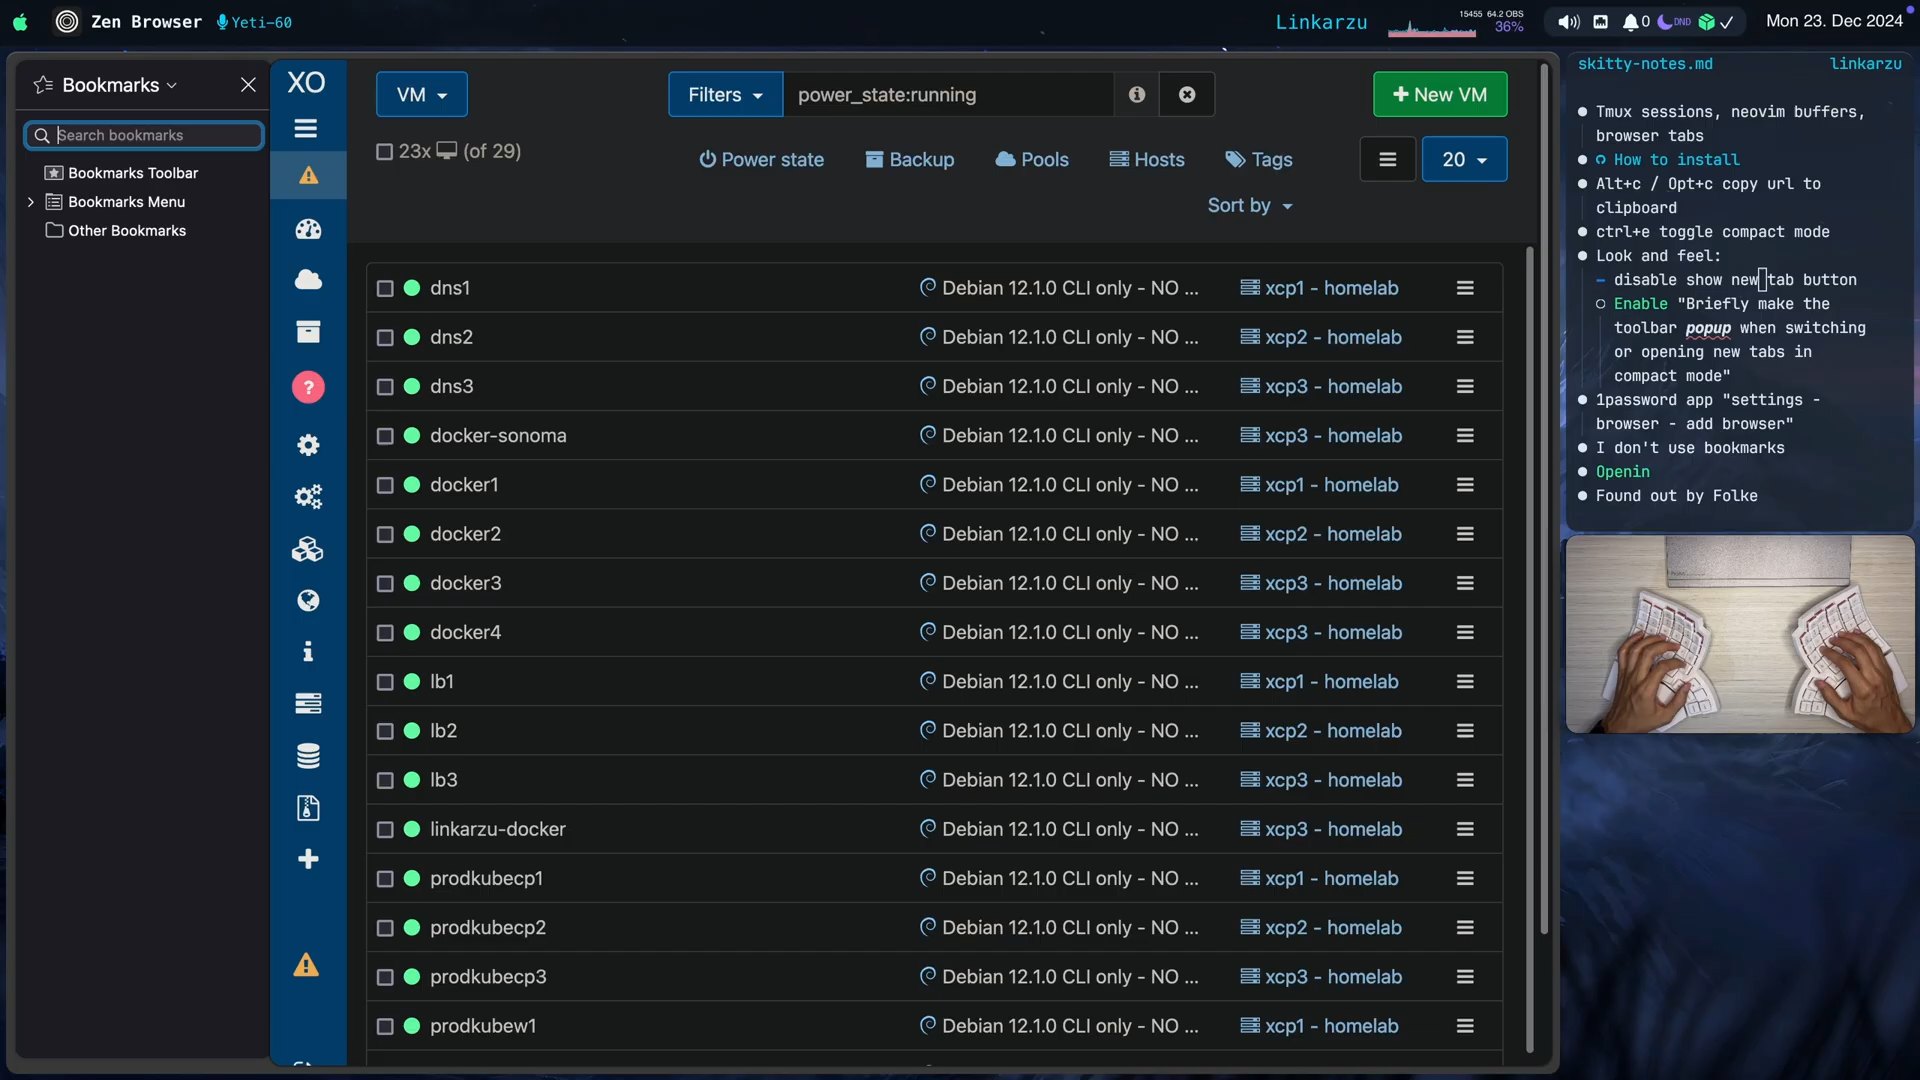 Zen Browser
Yeti-60
Linkarzu
15455 64.2 OBS
36%
0
DND
Mon 23. Dec 2024
Bookmarks
Search bookmarks
Bookmarks Toolbar
Bookmarks Menu
Other Bookmarks
XO
VM
Filters
power_state:running
New VM
23x (of 29)
Power state
Backup
Pools
Hosts
Tags
20
Sort by
dns1 Debian 12.1.0 CLI only - NO ... xcp1 - homelab
dns2 Debian 12.1.0 CLI only - NO ... xcp2 - homelab
dns3 Debian 12.1.0 CLI only - NO ... xcp3 - homelab
docker-sonoma Debian 12.1.0 CLI only - NO ... xcp3 - homelab
docker1 Debian 12.1.0 CLI only - NO ... xcp1 - homelab
docker2 Debian 12.1.0 CLI only - NO ... xcp2 - homelab
docker3 Debian 12.1.0 CLI only - NO ... xcp3 - homelab
docker4 Debian 12.1.0 CLI only - NO ... xcp3 - homelab
lb1 Debian 12.1.0 CLI only - NO ... xcp1 - homelab
lb2 Debian 12.1.0 CLI only - NO ... xcp2 - homelab
lb3 Debian 12.1.0 CLI only - NO ... xcp3 - homelab
linkarzu-docker Debian 12.1.0 CLI only - NO ... xcp3 - homelab
prodkubecp1 Debian 12.1.0 CLI only - NO ... xcp1 - homelab
prodkubecp2 Debian 12.1.0 CLI only - NO ... xcp2 - homelab
prodkubecp3 Debian 12.1.0 CLI only - NO ... xcp3 - homelab
prodkubew1 Debian 12.1.0 CLI only - NO ... xcp1 - homelab
skitty-notes.md linkarzu
Tmux sessions, neovim buffers,
browser tabs
How to install
Alt+c / Opt+c copy url to
clipboard
ctrl+e toggle compact mode
Look and feel:
disable show new tab button
Enable "Briefly make the
toolbar popup when switching
or opening new tabs in
compact mode"
1password app "settings -
browser - add browser"
I don't use bookmarks
Openin
Found out by Folke